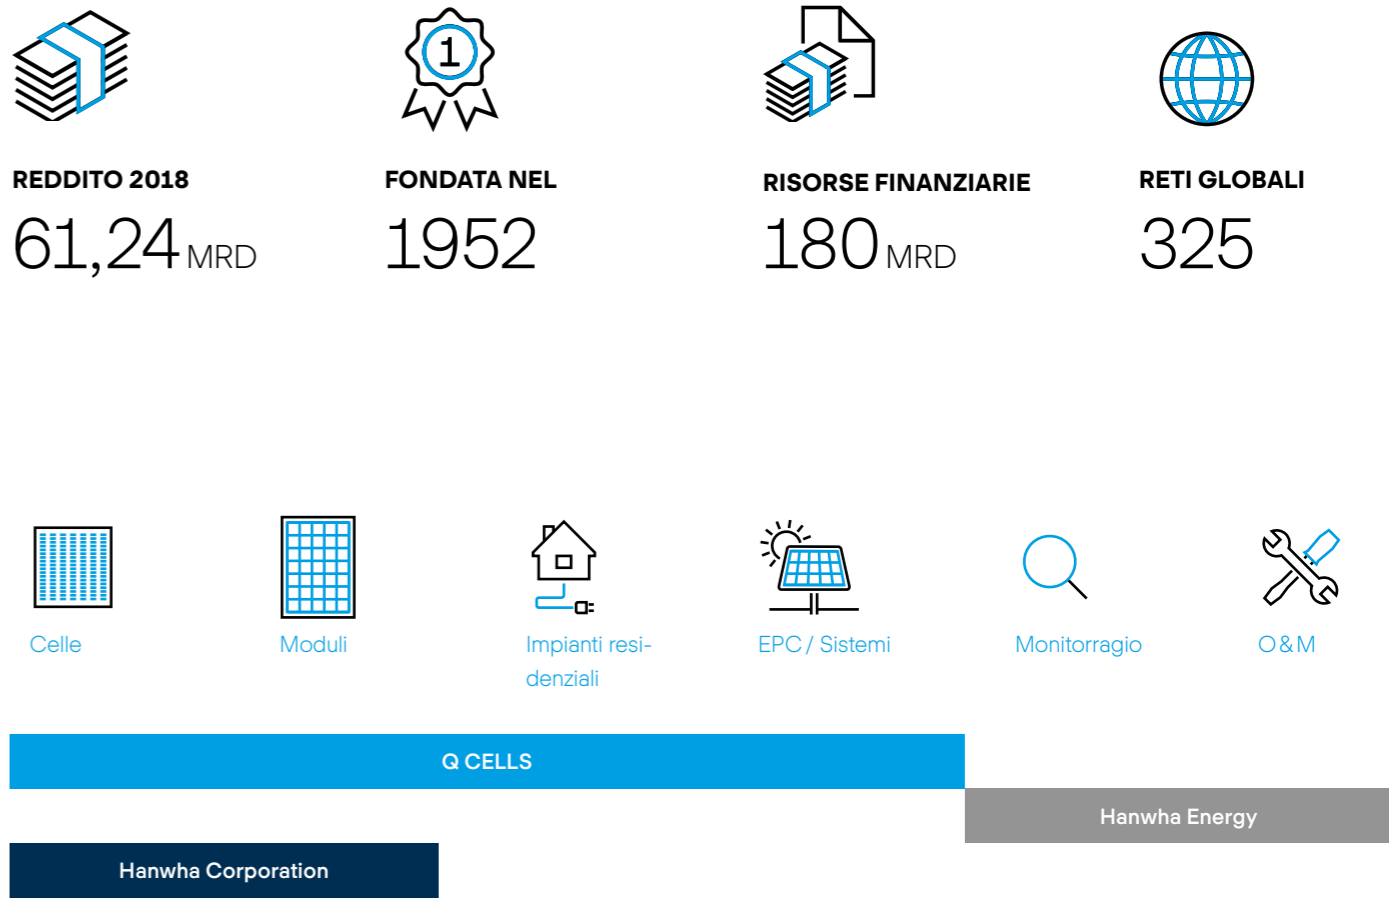 1
REDDITO 2018
61,24 MRD
FONDATA NEL
1952
RISORSE FINANZIARIE
180 MRD
RETI GLOBALI
325
Celle
Moduli
Impianti resi-
denziali
EPC / Sistemi
Monitorragio
O & M
Q CELLS
Hanwha Energy
Hanwha Corporation